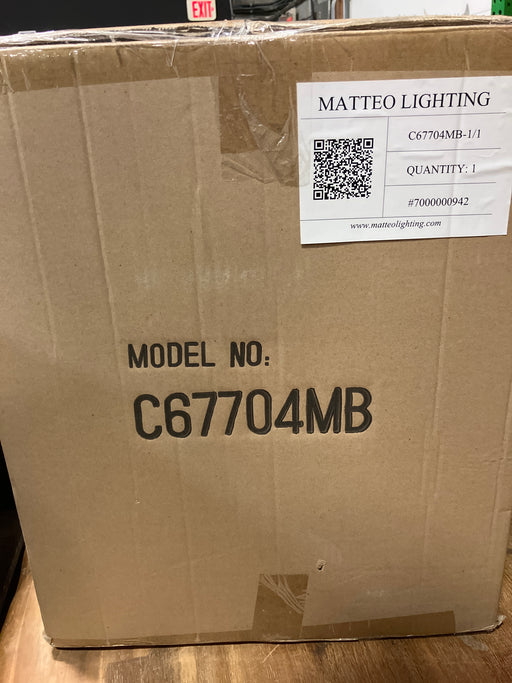 EXIT
MATTEO LIGHTING
C67704MB-1/1
QUANTITY: 1
#7000000942
www.matteolighting.com
MODEL NO:
C67704MB